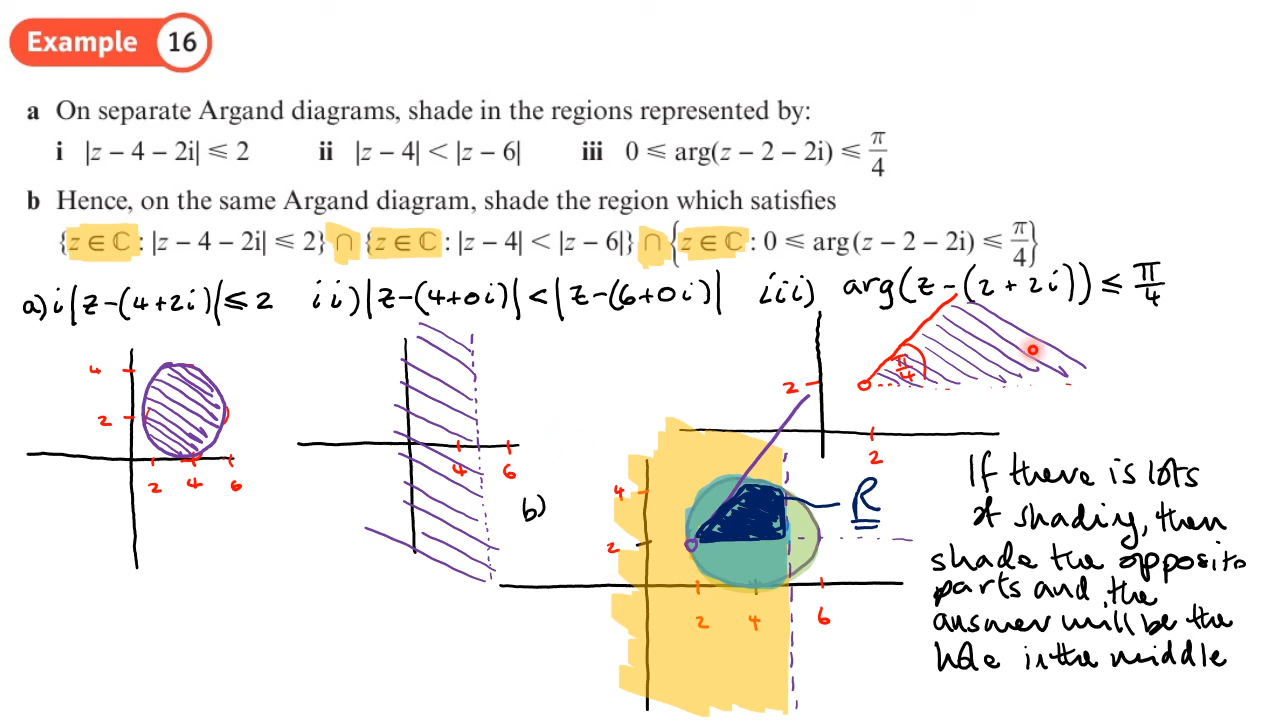 Example 16
a On separate Argand diagrams, shade in the regions represented by:
i |z − 4 − 2i| ⩽ 2 ii |z − 4| < |z − 6| iii 0 ⩽ arg(z − 2 − 2i) ⩽ π/4
b Hence, on the same Argand diagram, shade the region which satisfies
{z ∈ ℂ : |z − 4 − 2i| ⩽ 2} ∩ {z ∈ ℂ : |z − 4| < |z − 6|} ∩ {z ∈ ℂ : 0 ⩽ arg(z − 2 − 2i) ⩽ π/4}
a) i |z-(4+2i)| ≤ 2 ii) |z-(4+0i)| < |z-(6+0i)| iii) arg(z-(2+2i)) ≤ π/4
4
2
2 4 6
4 6
π/4
2
2
b)
4
2
2 4 6
R
If there is lots
of shading, then
shade the opposite
parts and the
answer will be the
hole in the middle